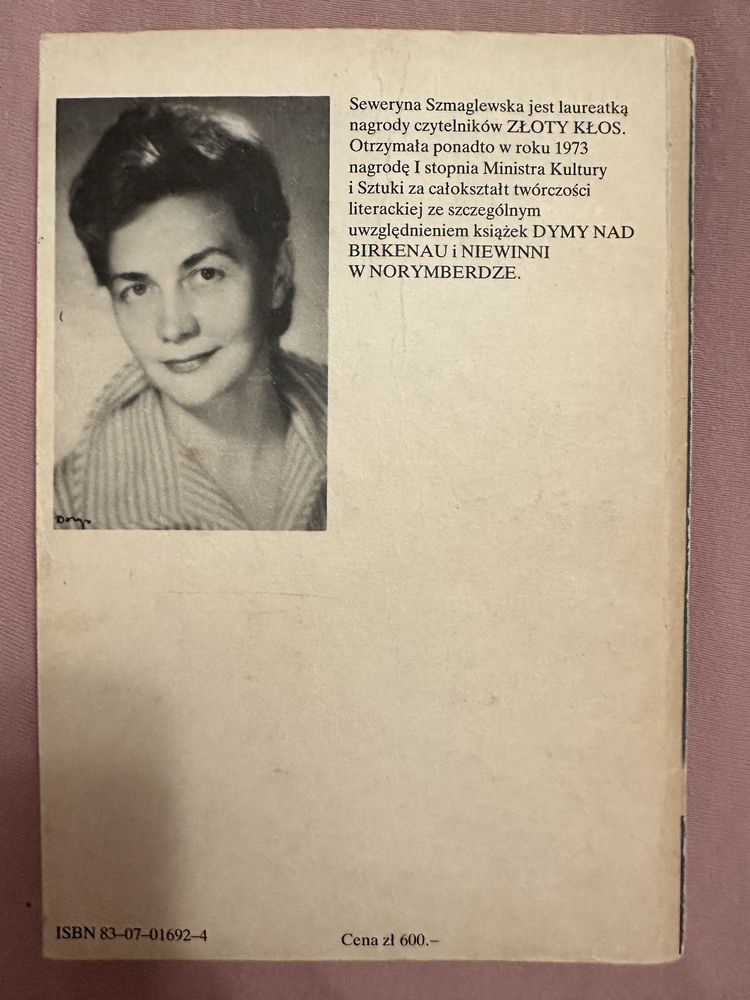 Seweryna Szmaglewska jest laureatką
nagrody czytelników ZŁOTY KŁOS.
Otrzymała ponadto w roku 1973
nagrodę I stopnia Ministra Kultury
i Sztuki za całokształt twórczości
literackiej ze szczególnym
uwzględnieniem książek DYMY NAD
BIRKENAU i NIEWINNI
W NORYMBERDZE.
Dorys
ISBN 83–07–01692–4
Cena zł 600.–